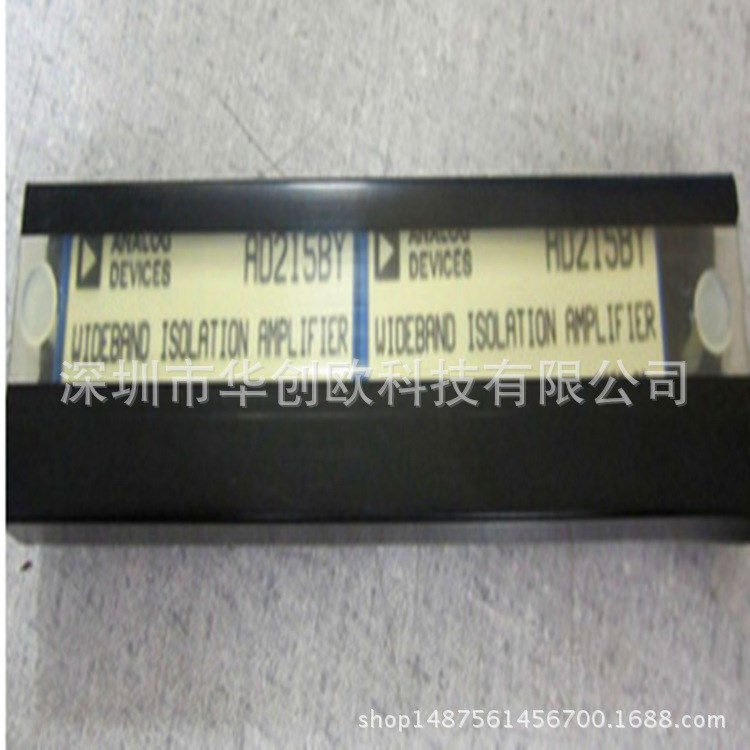 ANALOG
DEVICES
AD215BY
WIDEBAND ISOLATION AMPLIFIER
ANALOG
DEVICES
AD215BY
WIDEBAND ISOLATION AMPLIFIER
深圳市华创欧科技有限公司
shop1487561456700.1688.com